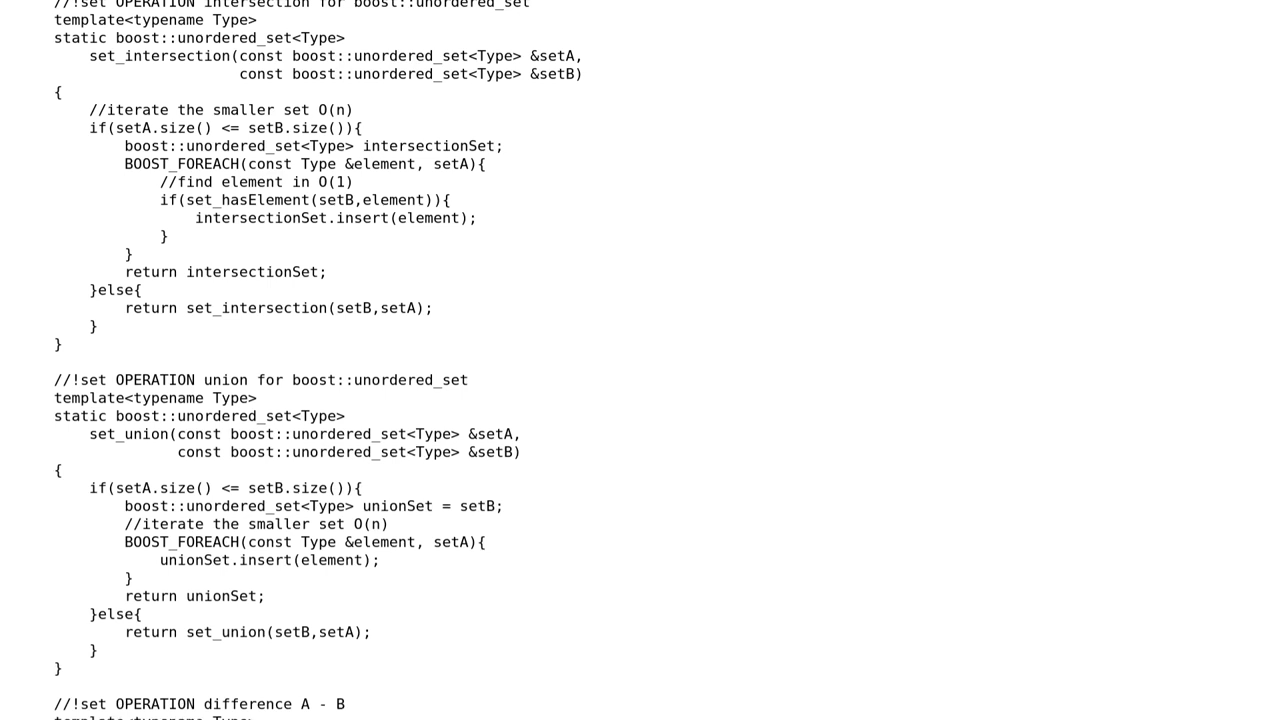 //!set OPERATION intersection for boost::unordered_set
template<typename Type>
static boost::unordered_set<Type>
    set_intersection(const boost::unordered_set<Type> &setA,
                     const boost::unordered_set<Type> &setB)
{
    //iterate the smaller set O(n)
    if(setA.size() <= setB.size()){
        boost::unordered_set<Type> intersectionSet;
        BOOST_FOREACH(const Type &element, setA){
            //find element in O(1)
            if(set_hasElement(setB,element)){
                intersectionSet.insert(element);
            }
        }
        return intersectionSet;
    }else{
        return set_intersection(setB,setA);
    }
}

//!set OPERATION union for boost::unordered_set
template<typename Type>
static boost::unordered_set<Type>
    set_union(const boost::unordered_set<Type> &setA,
              const boost::unordered_set<Type> &setB)
{
    if(setA.size() <= setB.size()){
        boost::unordered_set<Type> unionSet = setB;
        //iterate the smaller set O(n)
        BOOST_FOREACH(const Type &element, setA){
            unionSet.insert(element);
        }
        return unionSet;
    }else{
        return set_union(setB,setA);
    }
}

//!set OPERATION difference A - B
template<typename Type>